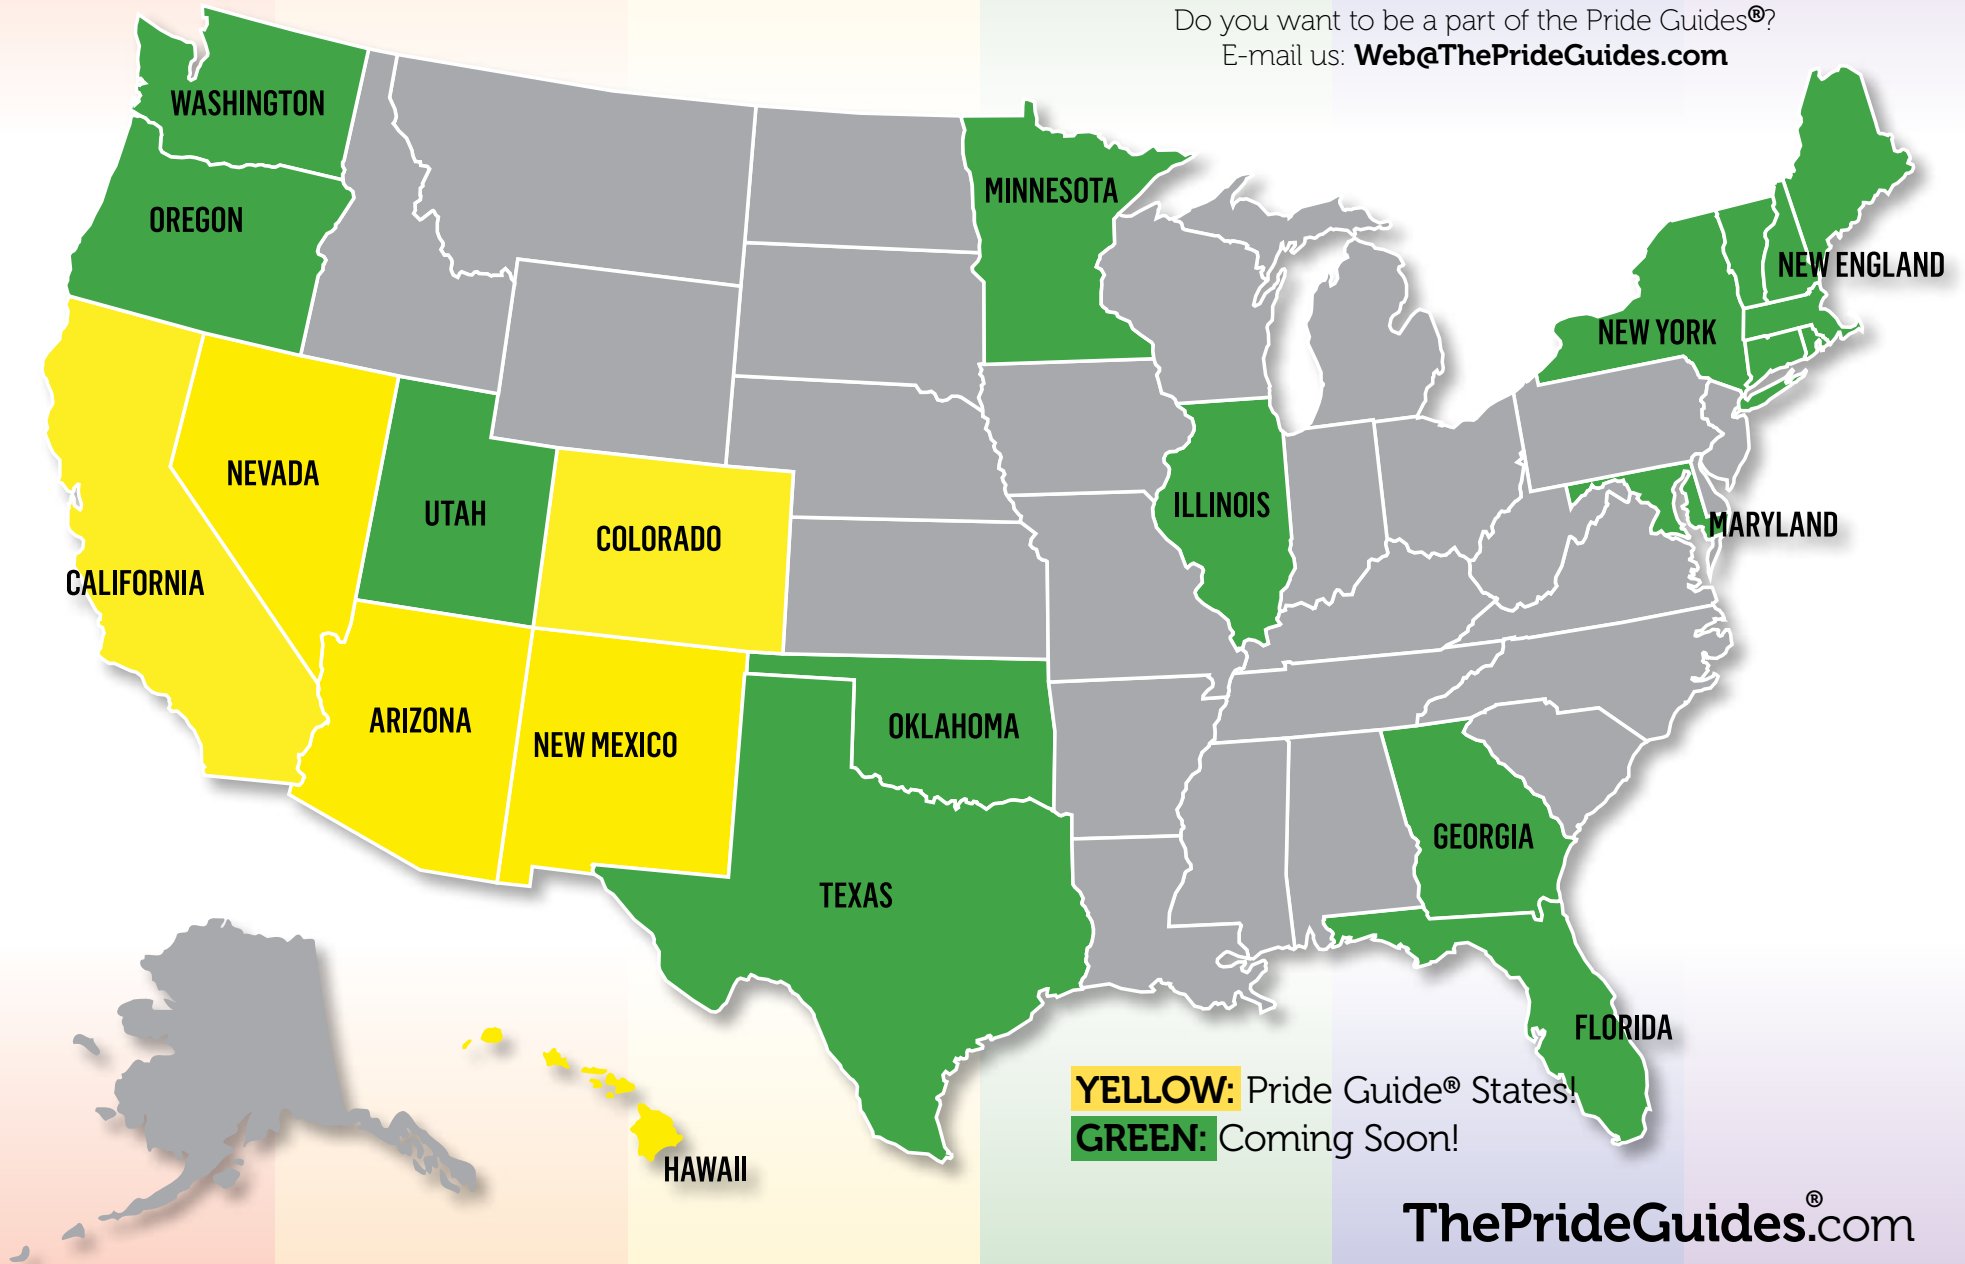 Do you want to be a part of the Pride Guides®?
E-mail us: Web@ThePrideGuides.com
WASHINGTON
OREGON
MINNESOTA
NEW ENGLAND
NEW YORK
NEVADA
UTAH
COLORADO
ILLINOIS
MARYLAND
CALIFORNIA
ARIZONA
NEW MEXICO
OKLAHOMA
GEORGIA
TEXAS
FLORIDA
HAWAII
YELLOW: Pride Guide® States!
GREEN: Coming Soon!
ThePrideGuides®.com